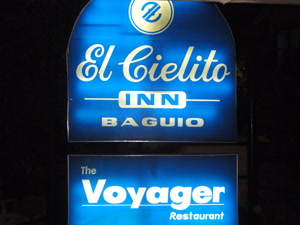 El Cielito
INN
BAGUIO
The
Voyager
Restaurant